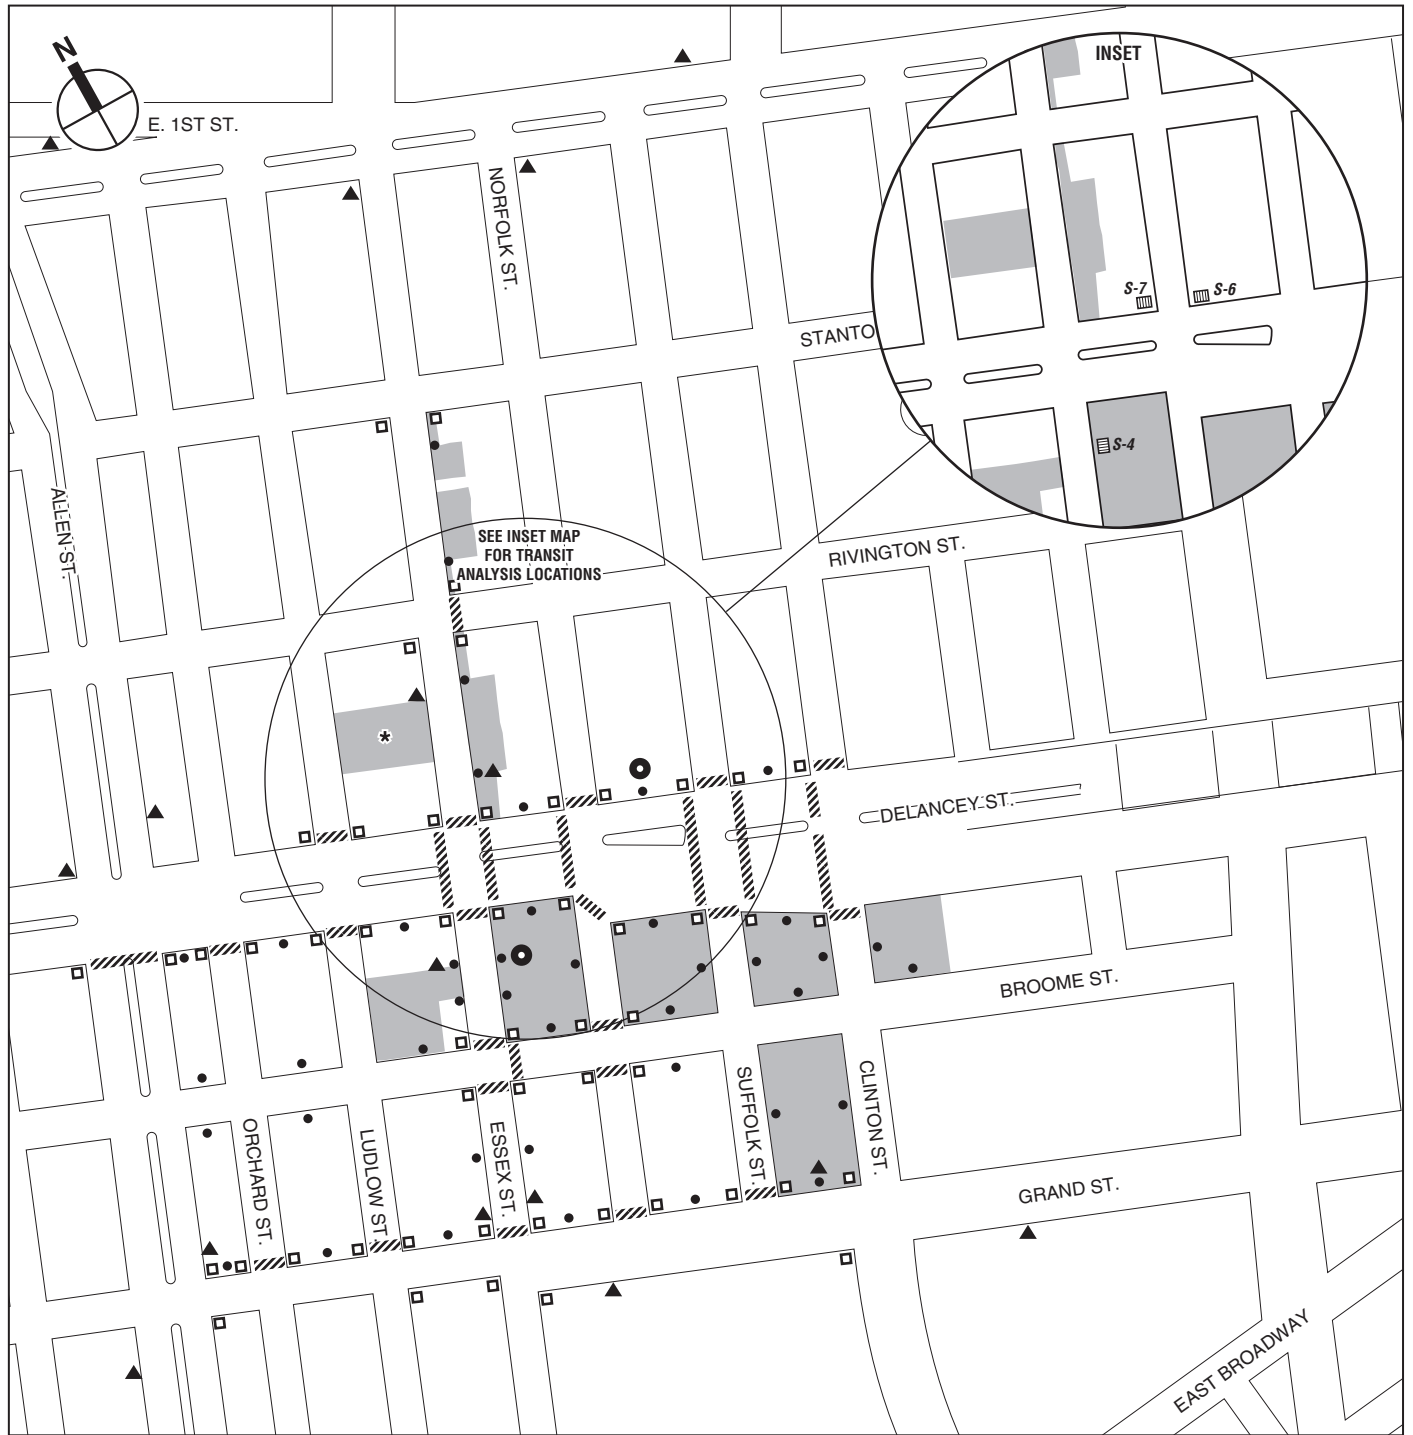 N
E. 1ST ST.
INSET
NORFOLK ST.
S-7
S-6
STANTO
S-4
ALLEN ST.
SEE INSET MAP
FOR TRANSIT
ANALYSIS LOCATIONS
RIVINGTON ST.
*
DELANCEY ST.
BROOME ST.
ORCHARD ST.
LUDLOW ST.
ESSEX ST.
SUFFOLK ST.
CLINTON ST.
GRAND ST.
EAST BROADWAY